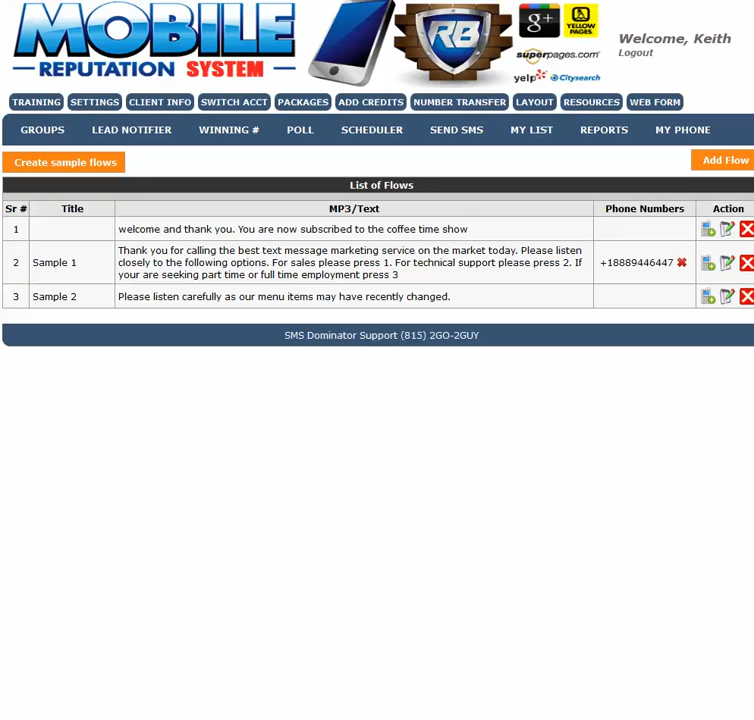 MOBILE
REPUTATION SYSTEM
RB
g+
YELLOW PAGES
superpages.com
yelp Citysearch
Welcome, Keith
Logout
TRAINING SETTINGS CLIENT INFO SWITCH ACCT PACKAGES ADD CREDITS NUMBER TRANSFER LAYOUT RESOURCES WEB FORM
GROUPS LEAD NOTIFIER WINNING # POLL SCHEDULER SEND SMS MY LIST REPORTS MY PHONE
Create sample flows Add Flow
List of Flows
Sr # Title MP3/Text Phone Numbers Action
1 welcome and thank you. You are now subscribed to the coffee time show
2 Sample 1 Thank you for calling the best text message marketing service on the market today. Please listen
closely to the following options. For sales please press 1. For technical support please press 2. If
your are seeking part time or full time employment press 3
+18889446447
3 Sample 2 Please listen carefully as our menu items may have recently changed.
SMS Dominator Support (815) 2GO-2GUY